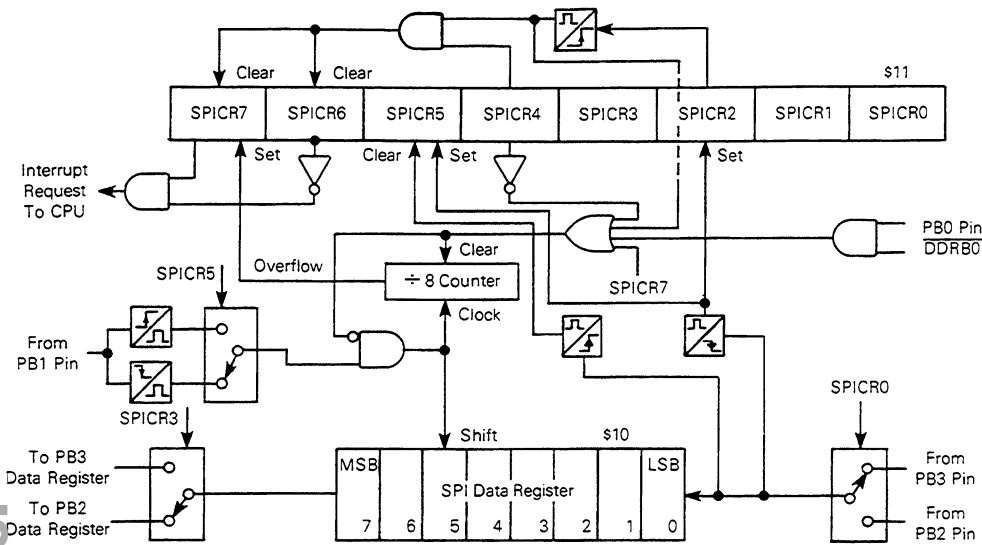 $11
Clear
Clear
SPICR7 SPICR6 SPICR5 SPICR4 SPICR3 SPICR2 SPICR1 SPICR0
Set
Clear
Set
Set
Interrupt
Request
To CPU
PB0 Pin
DDRB0
Clear
Overflow
÷ 8 Counter
SPICR7
SPICR5
Clock
From
PB1 Pin
SPICR3
SPICR0
Shift
$10
To PB3
Data Register
To PB2
Data Register
MSB
LSB
SPI Data Register
7 6 5 4 3 2 1 0
From
PB3 Pin
From
PB2 Pin